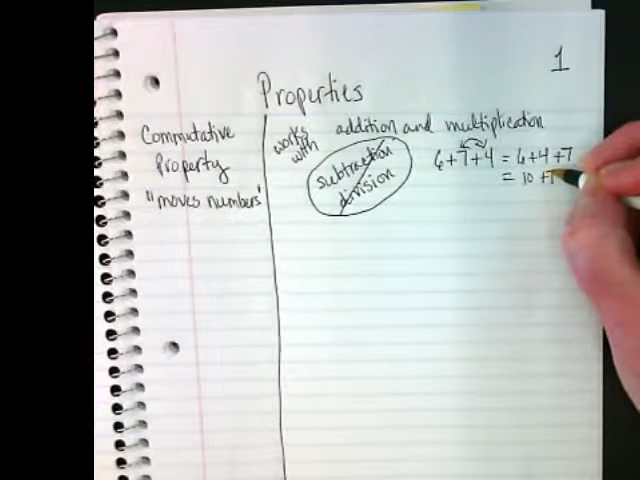 1
Properties
Commutative
Property
"moves numbers"
works
with
addition and multiplication
subtraction
division
6+7+4 = 6+4+7
= 10+7